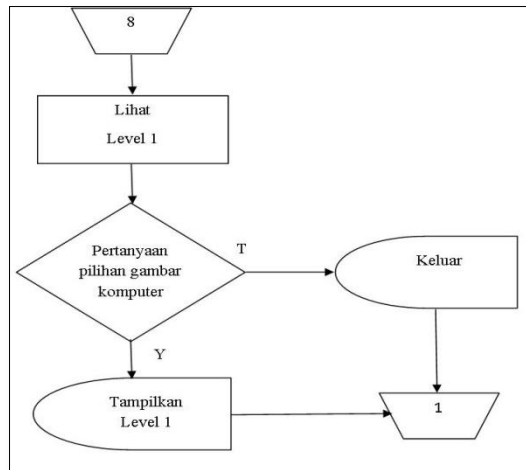 8
Lihat
Level 1
Pertanyaan
pilihan gambar
komputer
T
Keluar
Y
Tampilkan
Level 1
1